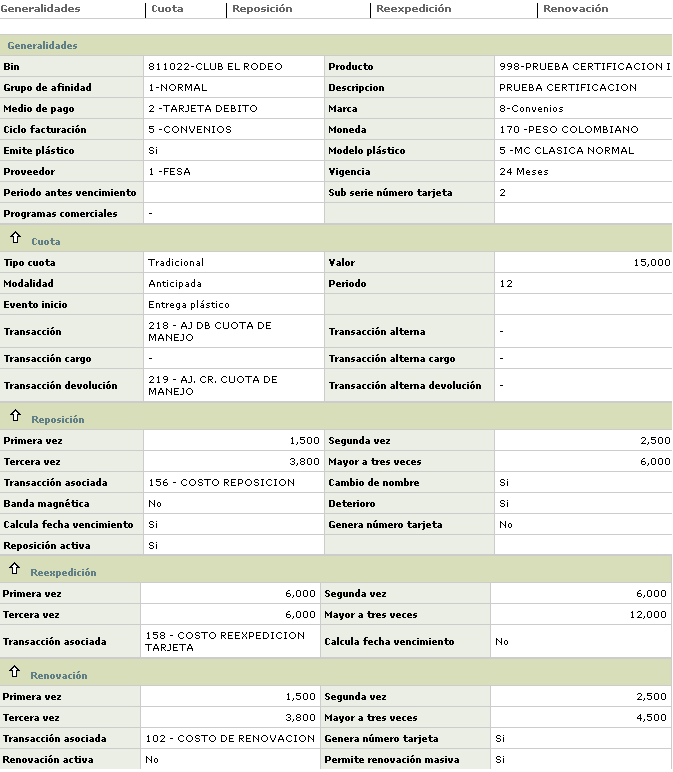 Generalidades Cuota Reposición Reexpedición Renovación
Generalidades
Bin 811022-CLUB EL RODEO Producto 998-PRUEBA CERTIFICACION I
Grupo de afinidad 1-NORMAL Descripcion PRUEBA CERTIFICACION
Medio de pago 2 -TARJETA DEBITO Marca 8-Convenios
Ciclo facturación 5 -CONVENIOS Moneda 170 -PESO COLOMBIANO
Emite plástico Si Modelo plástico 5 -MC CLASICA NORMAL
Proveedor 1 -FESA Vigencia 24 Meses
Periodo antes vencimiento Sub serie número tarjeta 2
Programas comerciales -
Cuota
Tipo cuota Tradicional Valor 15,000
Modalidad Anticipada Periodo 12
Evento inicio Entrega plástico
Transacción 218 - AJ DB CUOTA DE MANEJO Transacción alterna -
Transacción cargo - Transacción alterna cargo -
Transacción devolución 219 - AJ. CR. CUOTA DE MANEJO Transacción alterna devolución -
Reposición
Primera vez 1,500 Segunda vez 2,500
Tercera vez 3,800 Mayor a tres veces 6,000
Transacción asociada 156 - COSTO REPOSICION Cambio de nombre Si
Banda magnética No Deterioro Si
Calcula fecha vencimiento Si Genera número tarjeta No
Reposición activa Si
Reexpedición
Primera vez 6,000 Segunda vez 6,000
Tercera vez 6,000 Mayor a tres veces 12,000
Transacción asociada 158 - COSTO REEXPEDICION TARJETA Calcula fecha vencimiento No
Renovación
Primera vez 1,500 Segunda vez 2,500
Tercera vez 3,800 Mayor a tres veces 4,500
Transacción asociada 102 - COSTO DE RENOVACION Genera número tarjeta Si
Renovación activa No Permite renovación masiva Si